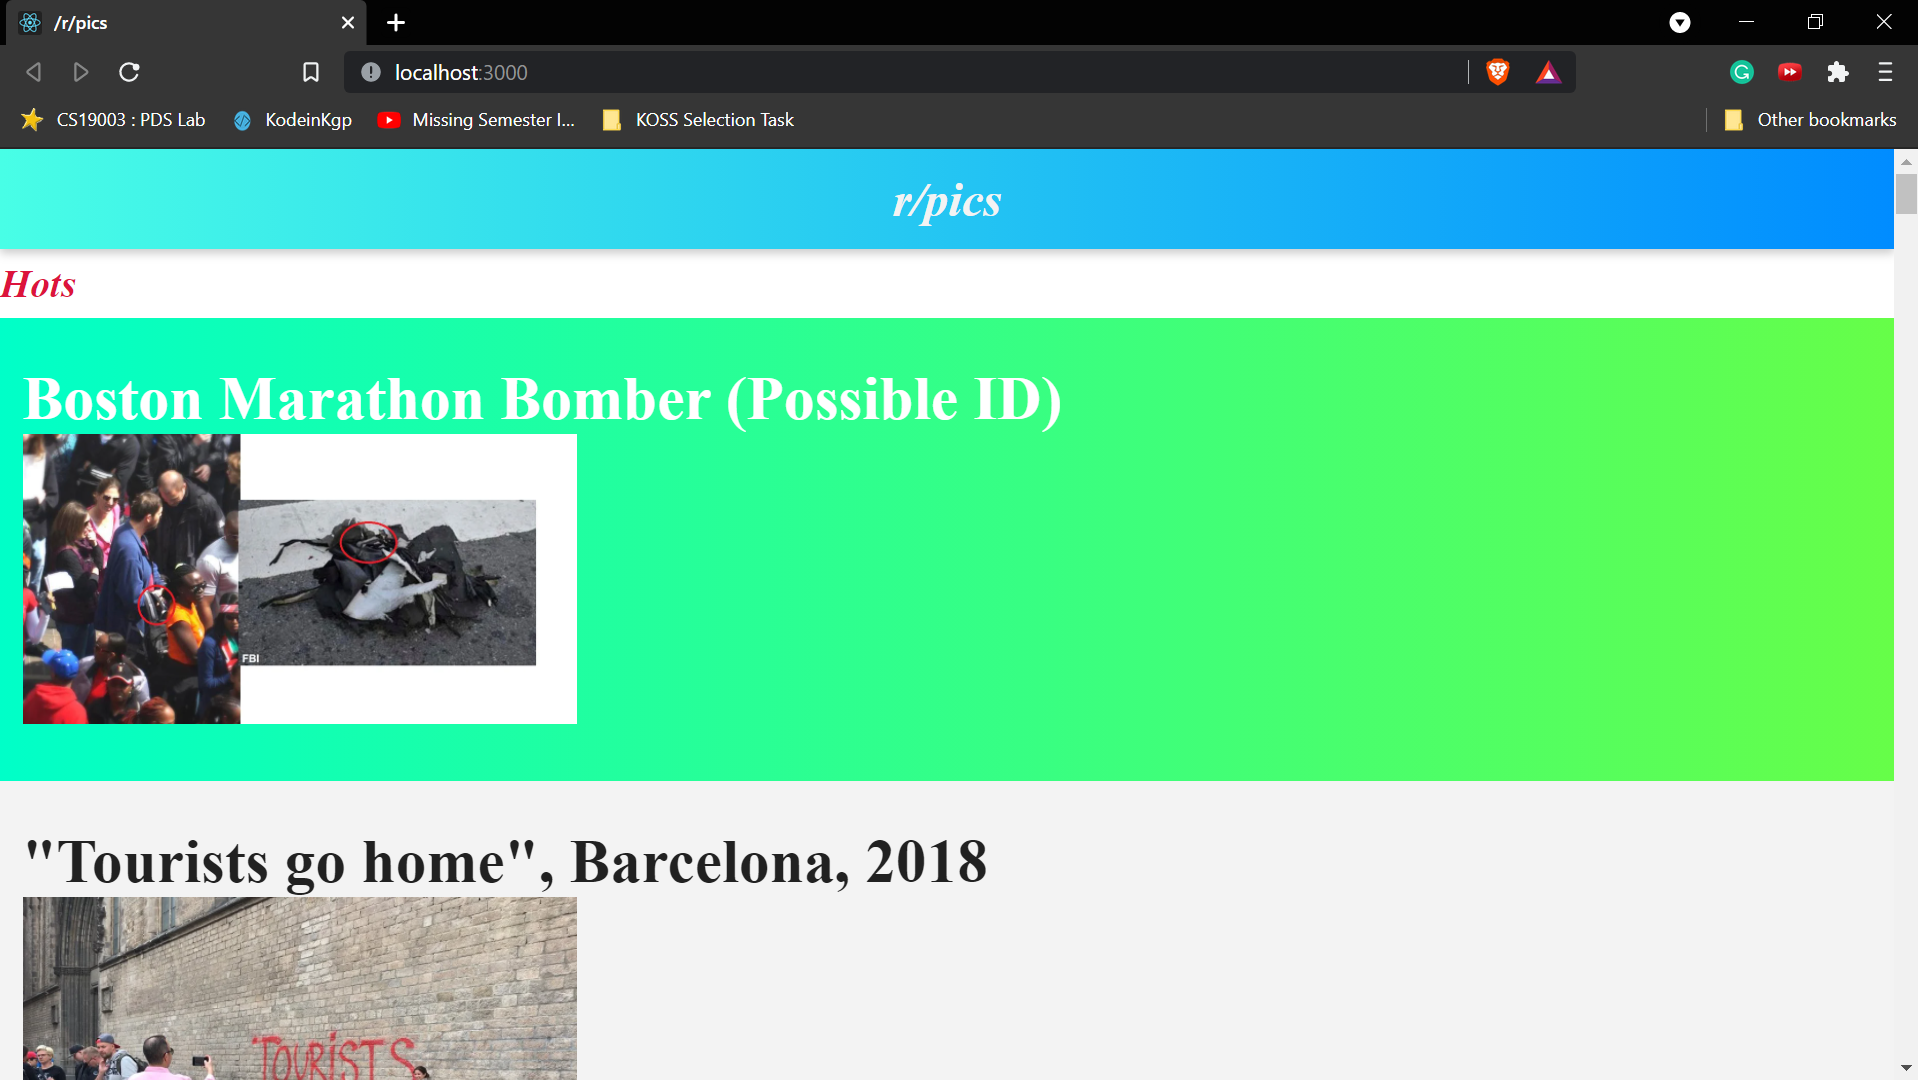 /r/pics
localhost:3000
CS19003 : PDS Lab
KodeinKgp
Missing Semester I...
KOSS Selection Task
Other bookmarks
r/pics
Hots
Boston Marathon Bomber (Possible ID)
FBI
"Tourists go home", Barcelona, 2018
TOURISTS